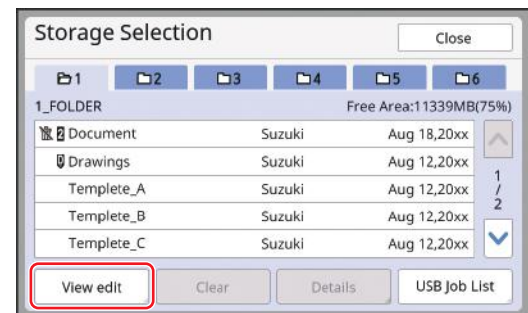 Storage Selection
Close
1 2 3 4 5 6
1_FOLDER Free Area:11339MB(75%)
2 Document Suzuki Aug 18,20xx
Drawings Suzuki Aug 12,20xx
Templete_A Suzuki Aug 12,20xx
Templete_B Suzuki Aug 12,20xx
Templete_C Suzuki Aug 12,20xx
1
/
2
View edit Clear Details USB Job List